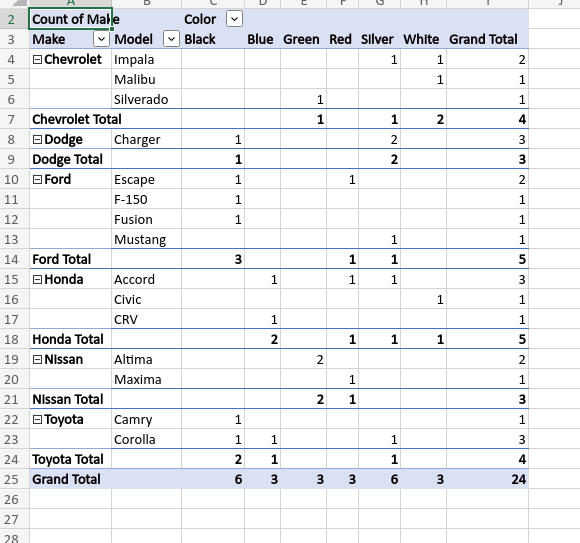 A B C D E F G H I J
2 Count of Make Color
3 Make Model Black Blue Green Red Silver White Grand Total
4 Chevrolet Impala 1 1 2
5 Malibu 1 1
6 Silverado 1 1
7 Chevrolet Total 1 1 2 4
8 Dodge Charger 1 2 3
9 Dodge Total 1 2 3
10 Ford Escape 1 1 2
11 F-150 1 1
12 Fusion 1 1
13 Mustang 1 1
14 Ford Total 3 1 1 5
15 Honda Accord 1 1 1 3
16 Civic 1 1
17 CRV 1 1
18 Honda Total 2 1 1 1 5
19 Nissan Altima 2 2
20 Maxima 1 1
21 Nissan Total 2 1 3
22 Toyota Camry 1 1
23 Corolla 1 1 1 3
24 Toyota Total 2 1 1 4
25 Grand Total 6 3 3 3 6 3 24
26
27
28